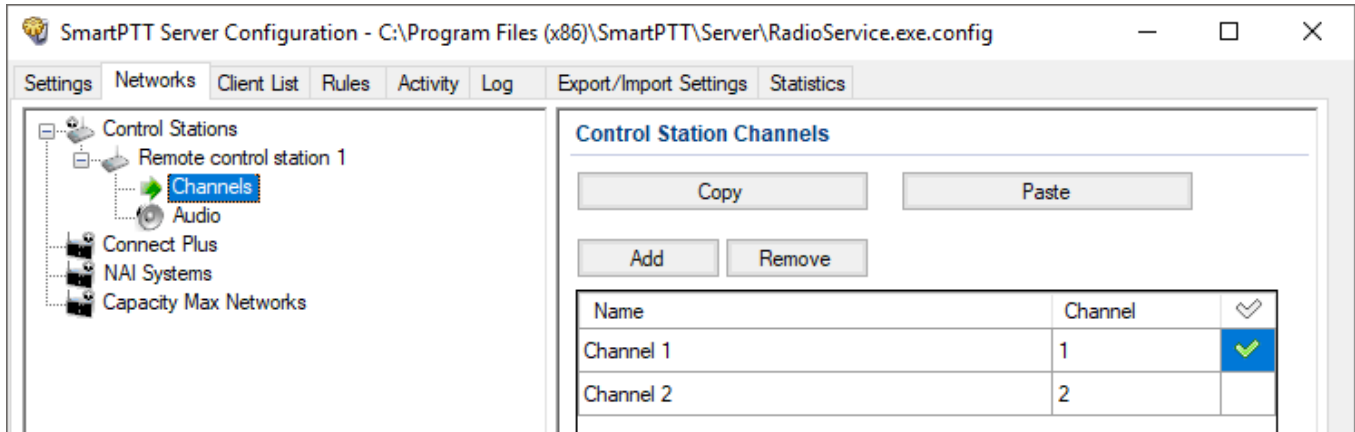 SmartPTT Server Configuration - C:\Program Files (x86)\SmartPTT\Server\RadioService.exe.config
Settings Networks Client List Rules Activity Log Export/Import Settings Statistics
Control Stations
Remote control station 1
Channels
Audio
Connect Plus
NAI Systems
Capacity Max Networks
Control Station Channels
Copy Paste
Add Remove
Name Channel
Channel 1 1
Channel 2 2